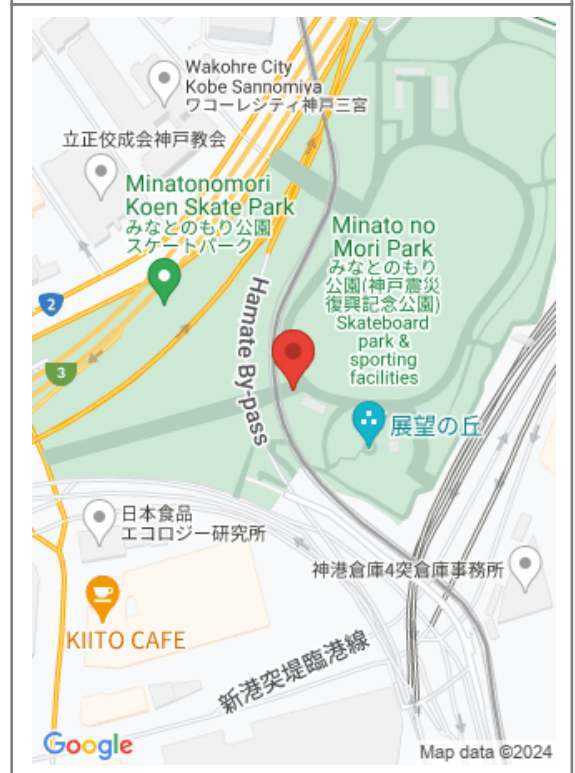 Wakohre City
Kobe Sannomiya
ワコーレシティ神戸三宮
立正佼成会神戸教会
Minatonomori
Koen Skate Park
みなとのもり公園
スケートパーク
Minato no
Mori Park
みなとのもり
公園(神戸震災
復興記念公園)
Skateboard
park &
sporting
facilities
2
Hamate By-pass
3
展望の丘
日本食品
エコロジー研究所
神港倉庫4突倉庫事務所
KIITO CAFE
新港突堤臨港線
Google
Map data ©2024